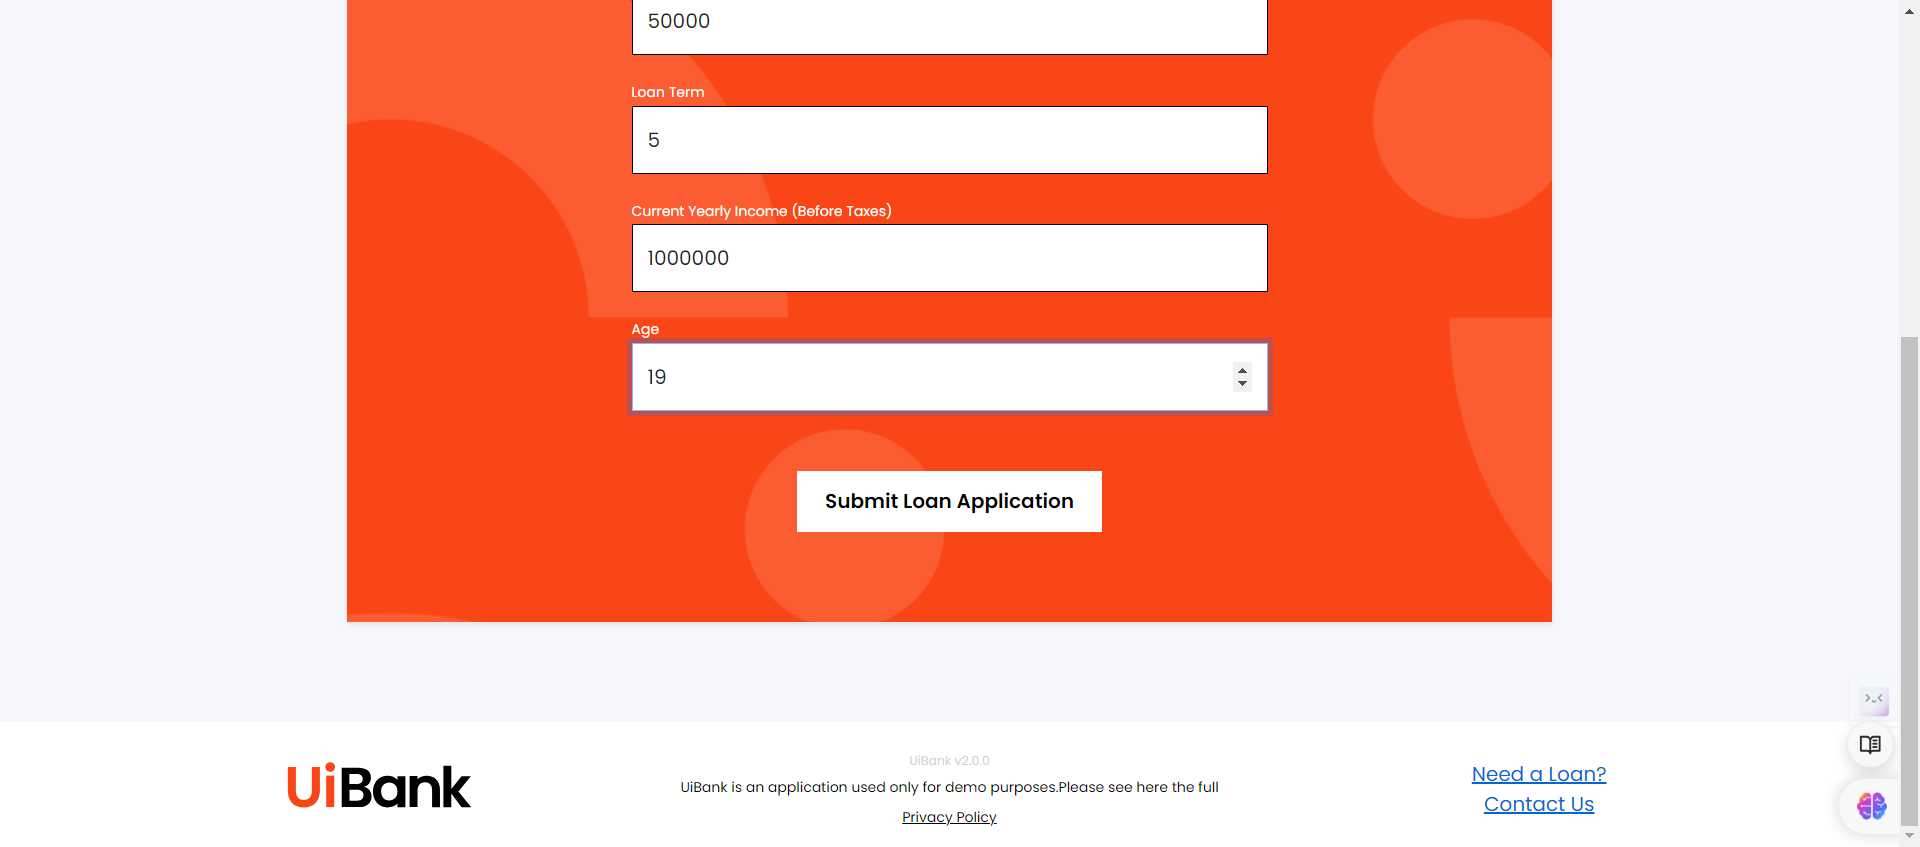 50000
Loan Term
5
Current Yearly Income (Before Taxes)
1000000
Age
19
Submit Loan Application
UiBank
UiBank v2.0.0
UiBank is an application used only for demo purposes.Please see here the full
Privacy Policy
Need a Loan?
Contact Us